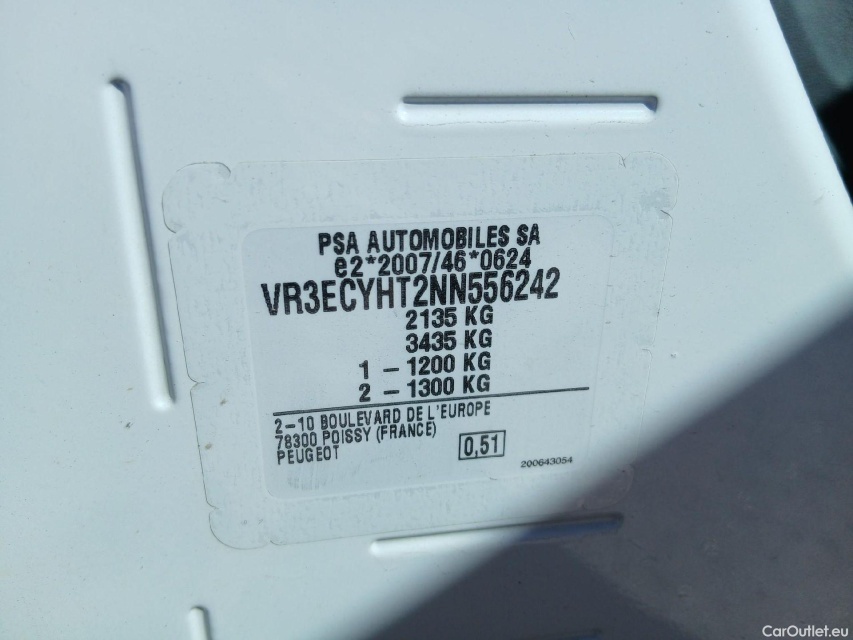 PSA AUTOMOBILES SA
e2*2007/46*0624
VR3ECYHT2NN556242
2135 KG
3435 KG
1 – 1200 KG
2 – 1300 KG
2–10 BOULEVARD DE L'EUROPE
78300 POISSY (FRANCE)
PEUGEOT
0,51
200643054
CarOutlet.eu